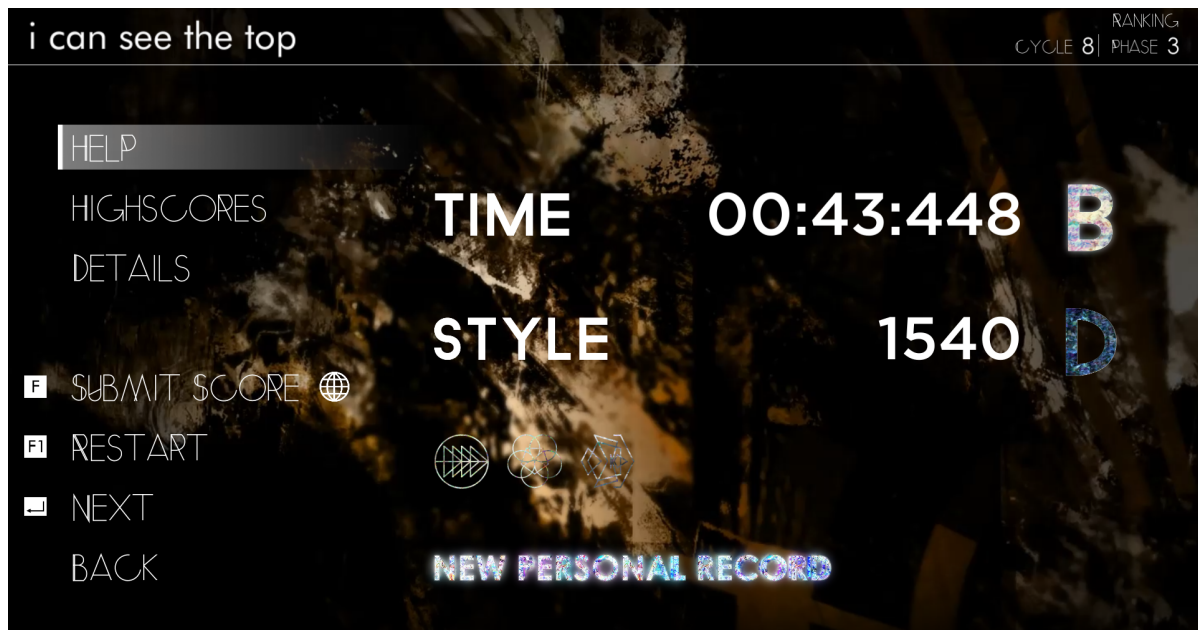 i can see the top
RANKING
CYCLE 8 | PHASE 3
HELP
HIGHSCORES
DETAILS
TIME 00:43:448 B
STYLE 1540 D
F SUBMIT SCORE
F1 RESTART
NEXT
BACK
NEW PERSONAL RECORD